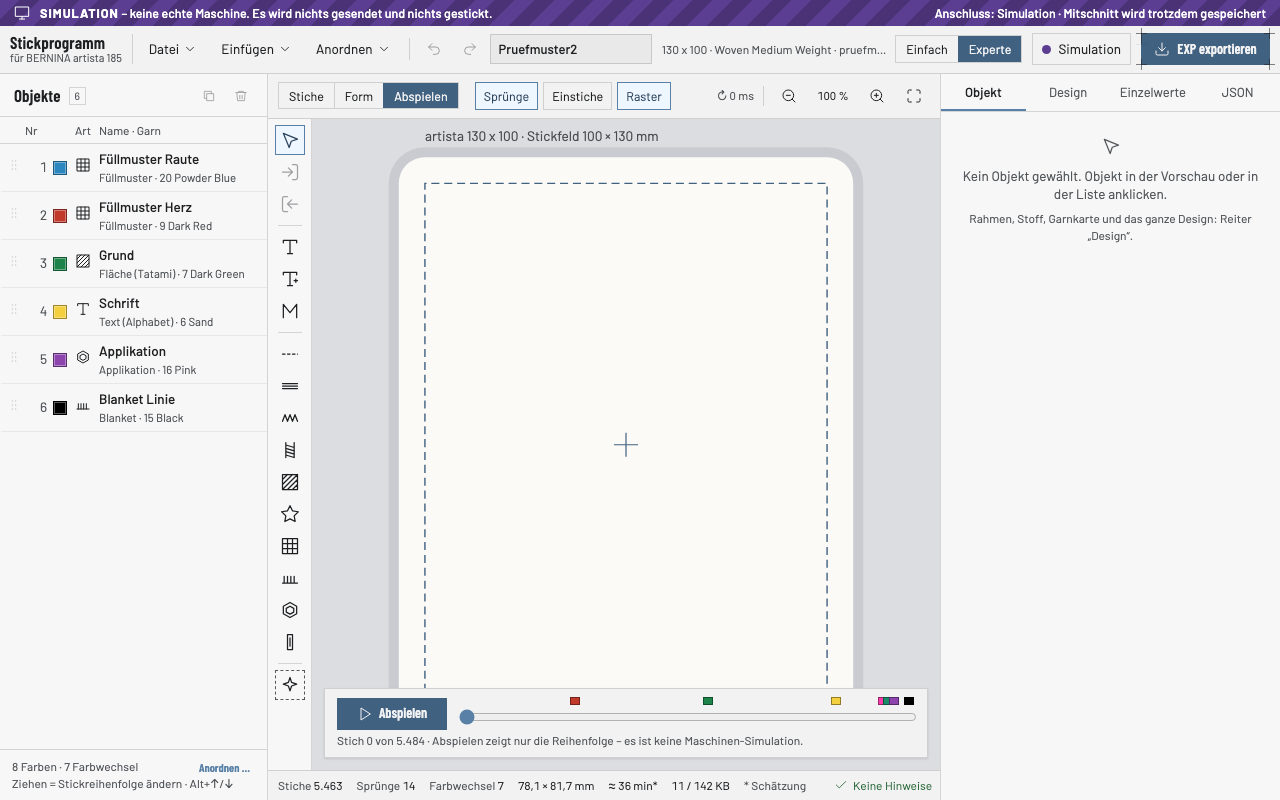 SIMULATION – keine echte Maschine. Es wird nichts gesendet und nichts gestickt.
Anschluss: Simulation · Mitschnitt wird trotzdem gespeichert
Stickprogramm
für BERNINA artista 185
Datei
Einfügen
Anordnen
Pruefmuster2
130 x 100 · Woven Medium Weight · pruefm...
Einfach
Experte
Simulation
EXP exportieren
Objekte
6
Stiche
Form
Abspielen
Sprünge
Einstiche
Raster
0 ms
100 %
Objekt
Design
Einzelwerte
JSON
Nr
Art
Name · Garn
1
Füllmuster Raute
Füllmuster · 20 Powder Blue
2
Füllmuster Herz
Füllmuster · 9 Dark Red
3
Grund
Fläche (Tatami) · 7 Dark Green
4
Schrift
Text (Alphabet) · 6 Sand
5
Applikation
Applikation · 16 Pink
6
Blanket Linie
Blanket · 15 Black
artista 130 x 100 · Stickfeld 100 × 130 mm
Kein Objekt gewählt. Objekt in der Vorschau oder in
der Liste anklicken.
Rahmen, Stoff, Garnkarte und das ganze Design: Reiter
„Design“.
Abspielen
Stich 0 von 5.484 · Abspielen zeigt nur die Reihenfolge – es ist keine Maschinen-Simulation.
8 Farben · 7 Farbwechsel
Anordnen ...
Ziehen = Stickreihenfolge ändern · Alt+↑/↓
Stiche 5.463
Sprünge 14
Farbwechsel 7
78,1 × 81,7 mm
≈ 36 min*
11 / 142 KB
* Schätzung
Keine Hinweise